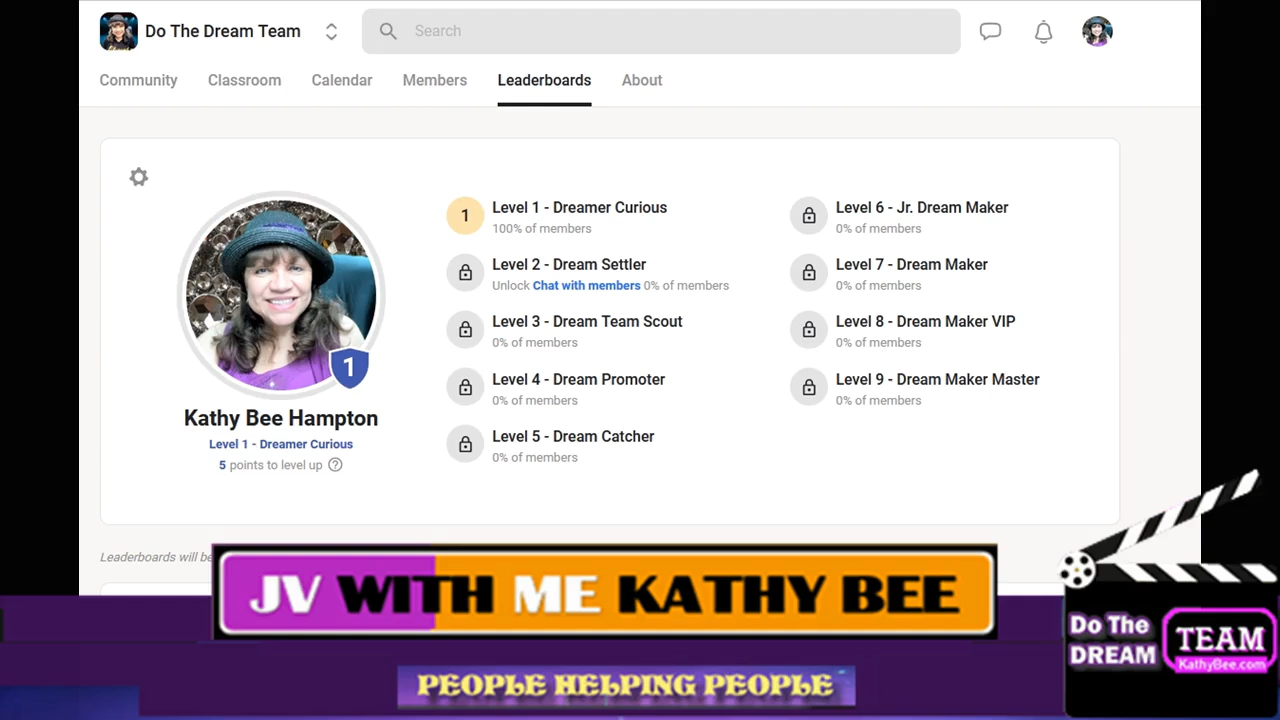 Do The Dream Team
Search
Community Classroom Calendar Members Leaderboards About
1
Kathy Bee Hampton
Level 1 - Dreamer Curious
5 points to level up ?
1 Level 1 - Dreamer Curious
100% of members
Level 2 - Dream Settler
Unlock Chat with members 0% of members
Level 3 - Dream Team Scout
0% of members
Level 4 - Dream Promoter
0% of members
Level 5 - Dream Catcher
0% of members
Level 6 - Jr. Dream Maker
0% of members
Level 7 - Dream Maker
0% of members
Level 8 - Dream Maker VIP
0% of members
Level 9 - Dream Maker Master
0% of members
Leaderboards will be
JV WITH ME KATHY BEE
PEOPLE HELPING PEOPLE
Do The
DREAM
TEAM
KathyBee.com